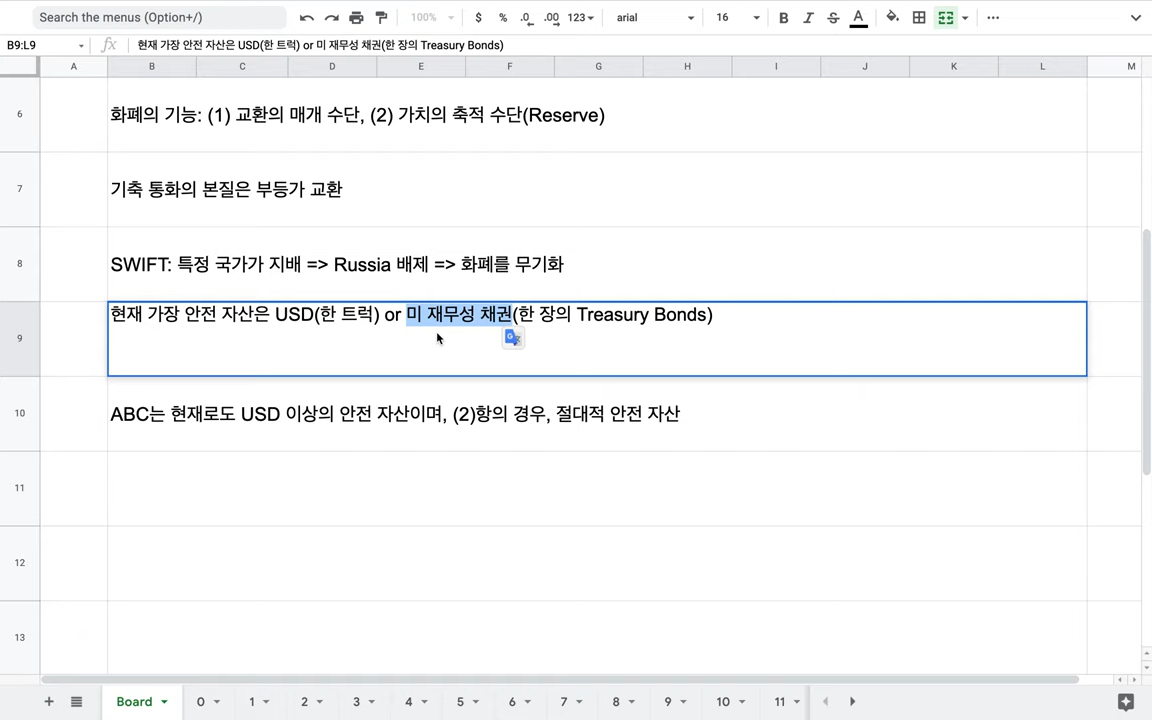 Search the menus (Option+/)
100%
$ % .0 .00 123
arial
16
B I S A
B9:L9
fx
현재 가장 안전 자산은 USD(한 트럭) or 미 재무성 채권(한 장의 Treasury Bonds)
A B C D E F G H I J K L M
6 화폐의 기능: (1) 교환의 매개 수단, (2) 가치의 축적 수단(Reserve)
7 기축 통화의 본질은 부등가 교환
8 SWIFT: 특정 국가가 지배 => Russia 배제 => 화폐를 무기화
9 현재 가장 안전 자산은 USD(한 트럭) or 미 재무성 채권(한 장의 Treasury Bonds)
10 ABC는 현재로도 USD 이상의 안전 자산이며, (2)항의 경우, 절대적 안전 자산
11
12
13
Board 0 1 2 3 4 5 6 7 8 9 10 11